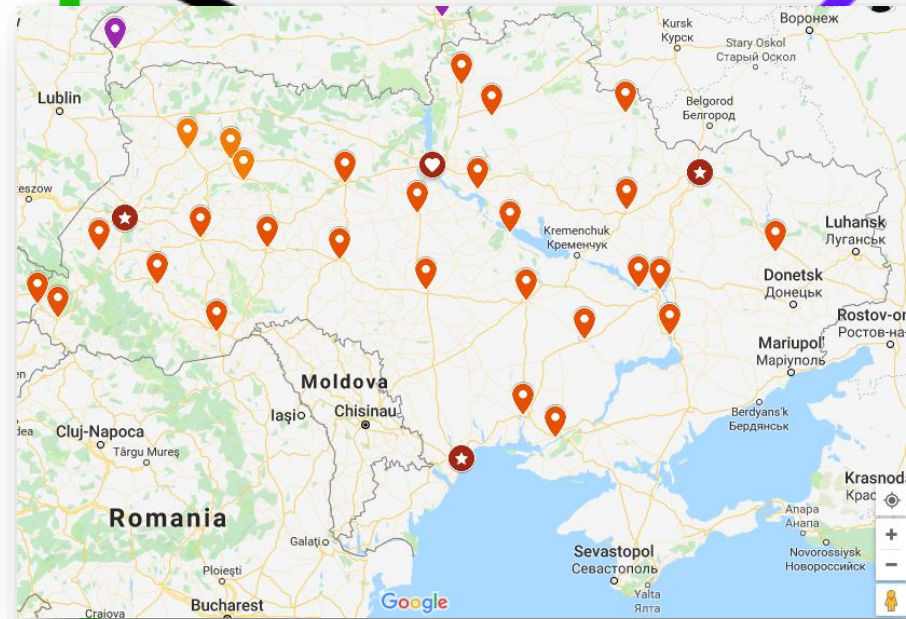 Kursk
Курск
Воронеж
Stary Oskol
Старый Оскол
Lublin
Belgorod
Белгород
eszow
Kremenchuk
Кременчук
Luhansk
Луганськ
Donetsk
Донецьк
Rostov-on
Ростов-на-
Mariupol'
Маріуполь
Moldova
Iași
Chisinau
Berdyans'k
Бердянськ
Cluj-Napoca
Târgu Mureș
Krasnod
Крас
Romania
Анапа
Анапа
Galați
Sevastopol
Севастополь
Novorossiysk
Новороссийск
Ploiești
Yalta
Ялта
Bucharest
Google
Craiova